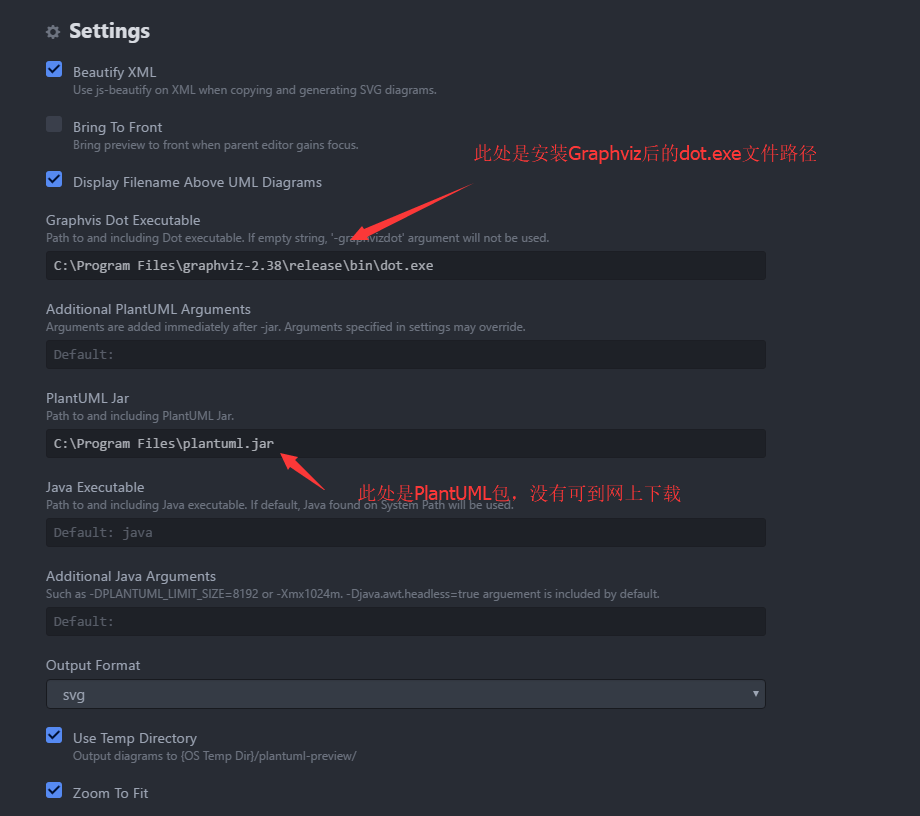 Settings
Beautify XML
Use js-beautify on XML when copying and generating SVG diagrams.
Bring To Front
Bring preview to front when parent editor gains focus.
此处是安装Graphviz后的dot.exe文件路径
Display Filename Above UML Diagrams
Graphvis Dot Executable
Path to and including Dot executable. If empty string, '-graphvizdot' argument will not be used.
C:\Program Files\graphviz-2.38\release\bin\dot.exe
Additional PlantUML Arguments
Arguments are added immediately after -jar. Arguments specified in settings may override.
Default:
PlantUML Jar
Path to and including PlantUML Jar.
C:\Program Files\plantuml.jar
Java Executable
此处是PlantUML包，没有可到网上下载
Path to and including Java executable. If default, Java found on System Path will be used.
Default: java
Additional Java Arguments
Such as -DPLANTUML_LIMIT_SIZE=8192 or -Xmx1024m. -Djava.awt.headless=true arguement is included by default.
Default:
Output Format
svg
Use Temp Directory
Output diagrams to {OS Temp Dir}/plantuml-preview/
Zoom To Fit